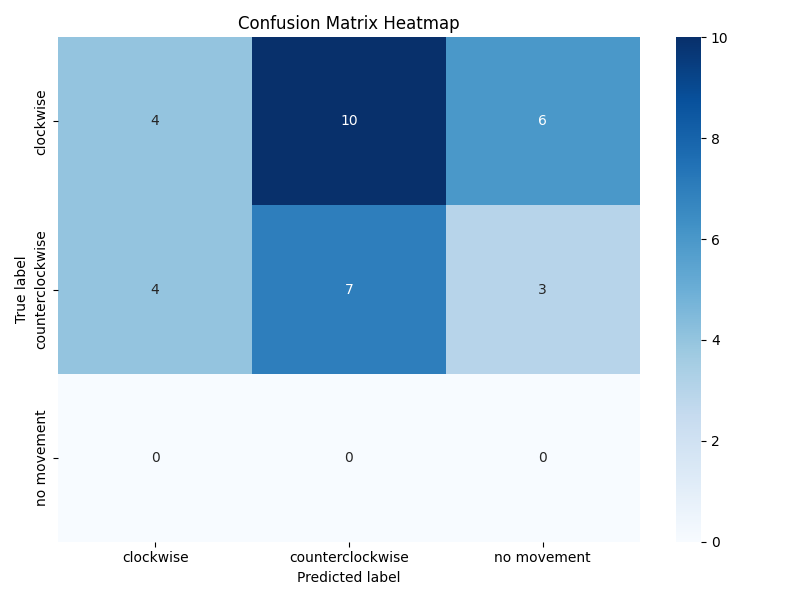 Confusion Matrix Heatmap
True label
clockwise
4 10 6
counterclockwise
4 7 3
no movement
0 0 0
clockwise counterclockwise no movement
Predicted label
10
8
6
4
2
0